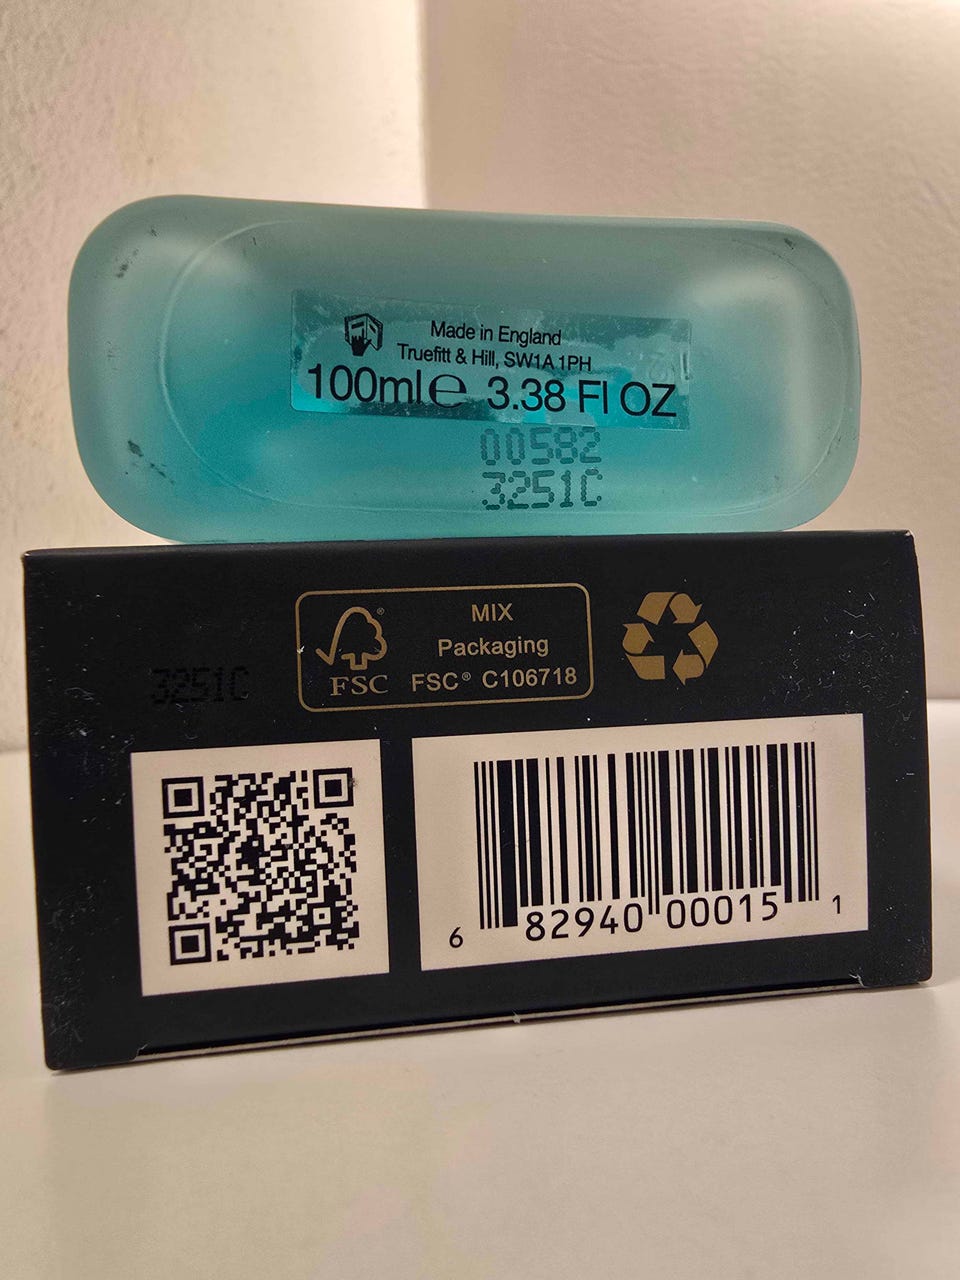 Made in England
Truefitt & Hill, SW1A 1PH
100ml℮ 3.38 Fl OZ
00582
3251C
MIX
Packaging
FSC® C106718
FSC
3251C
6 82940 00015 1